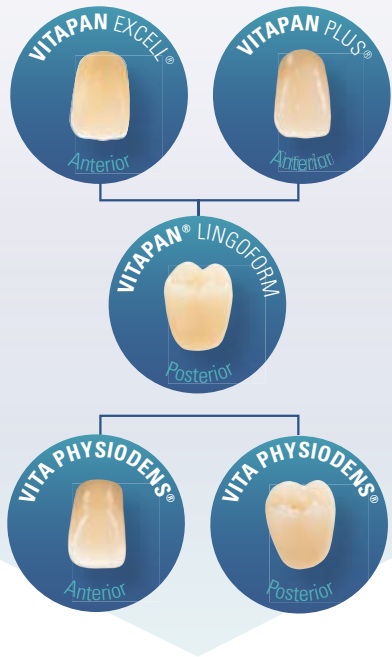 VITAPAN EXCELL®
Anterior
VITAPAN PLUS®
Anterior
VITAPAN® LINGOFORM
Posterior
VITA PHYSIODENS®
Anterior
VITA PHYSIODENS®
Posterior